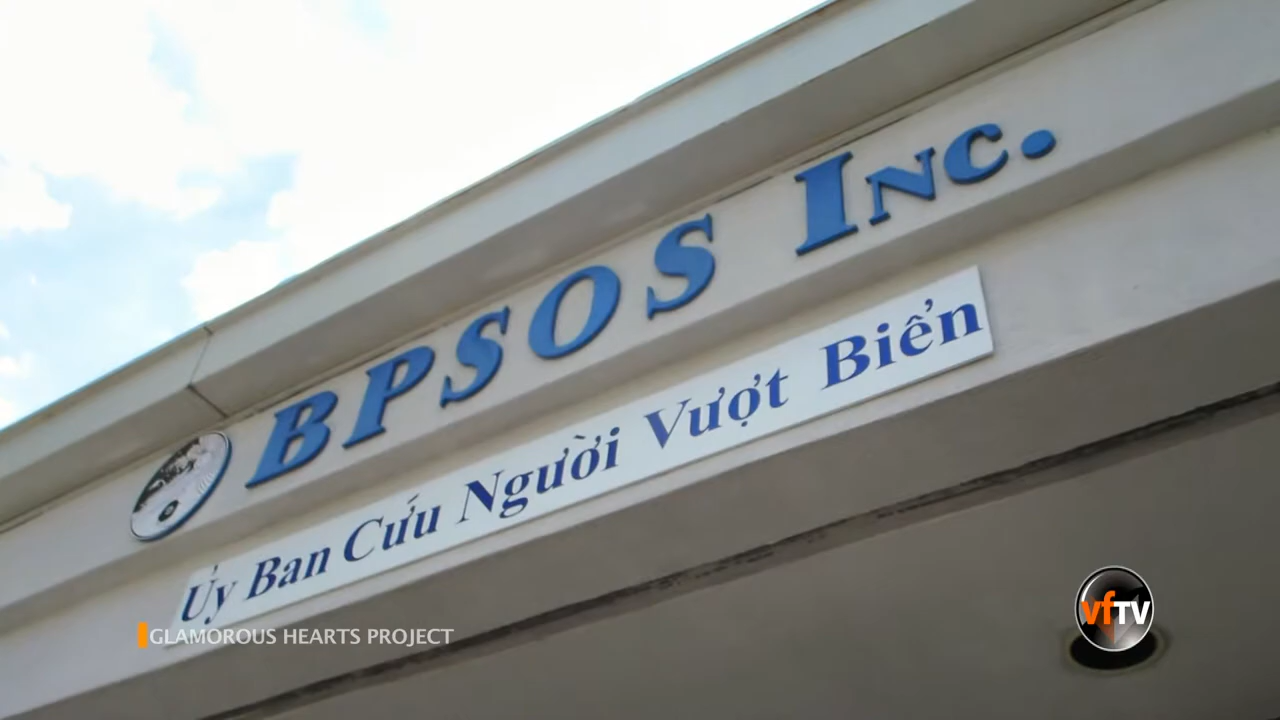 BPSOS INC.
Ủy Ban Cứu Người Vượt Biển
GLAMOROUS HEARTS PROJECT
vfTV